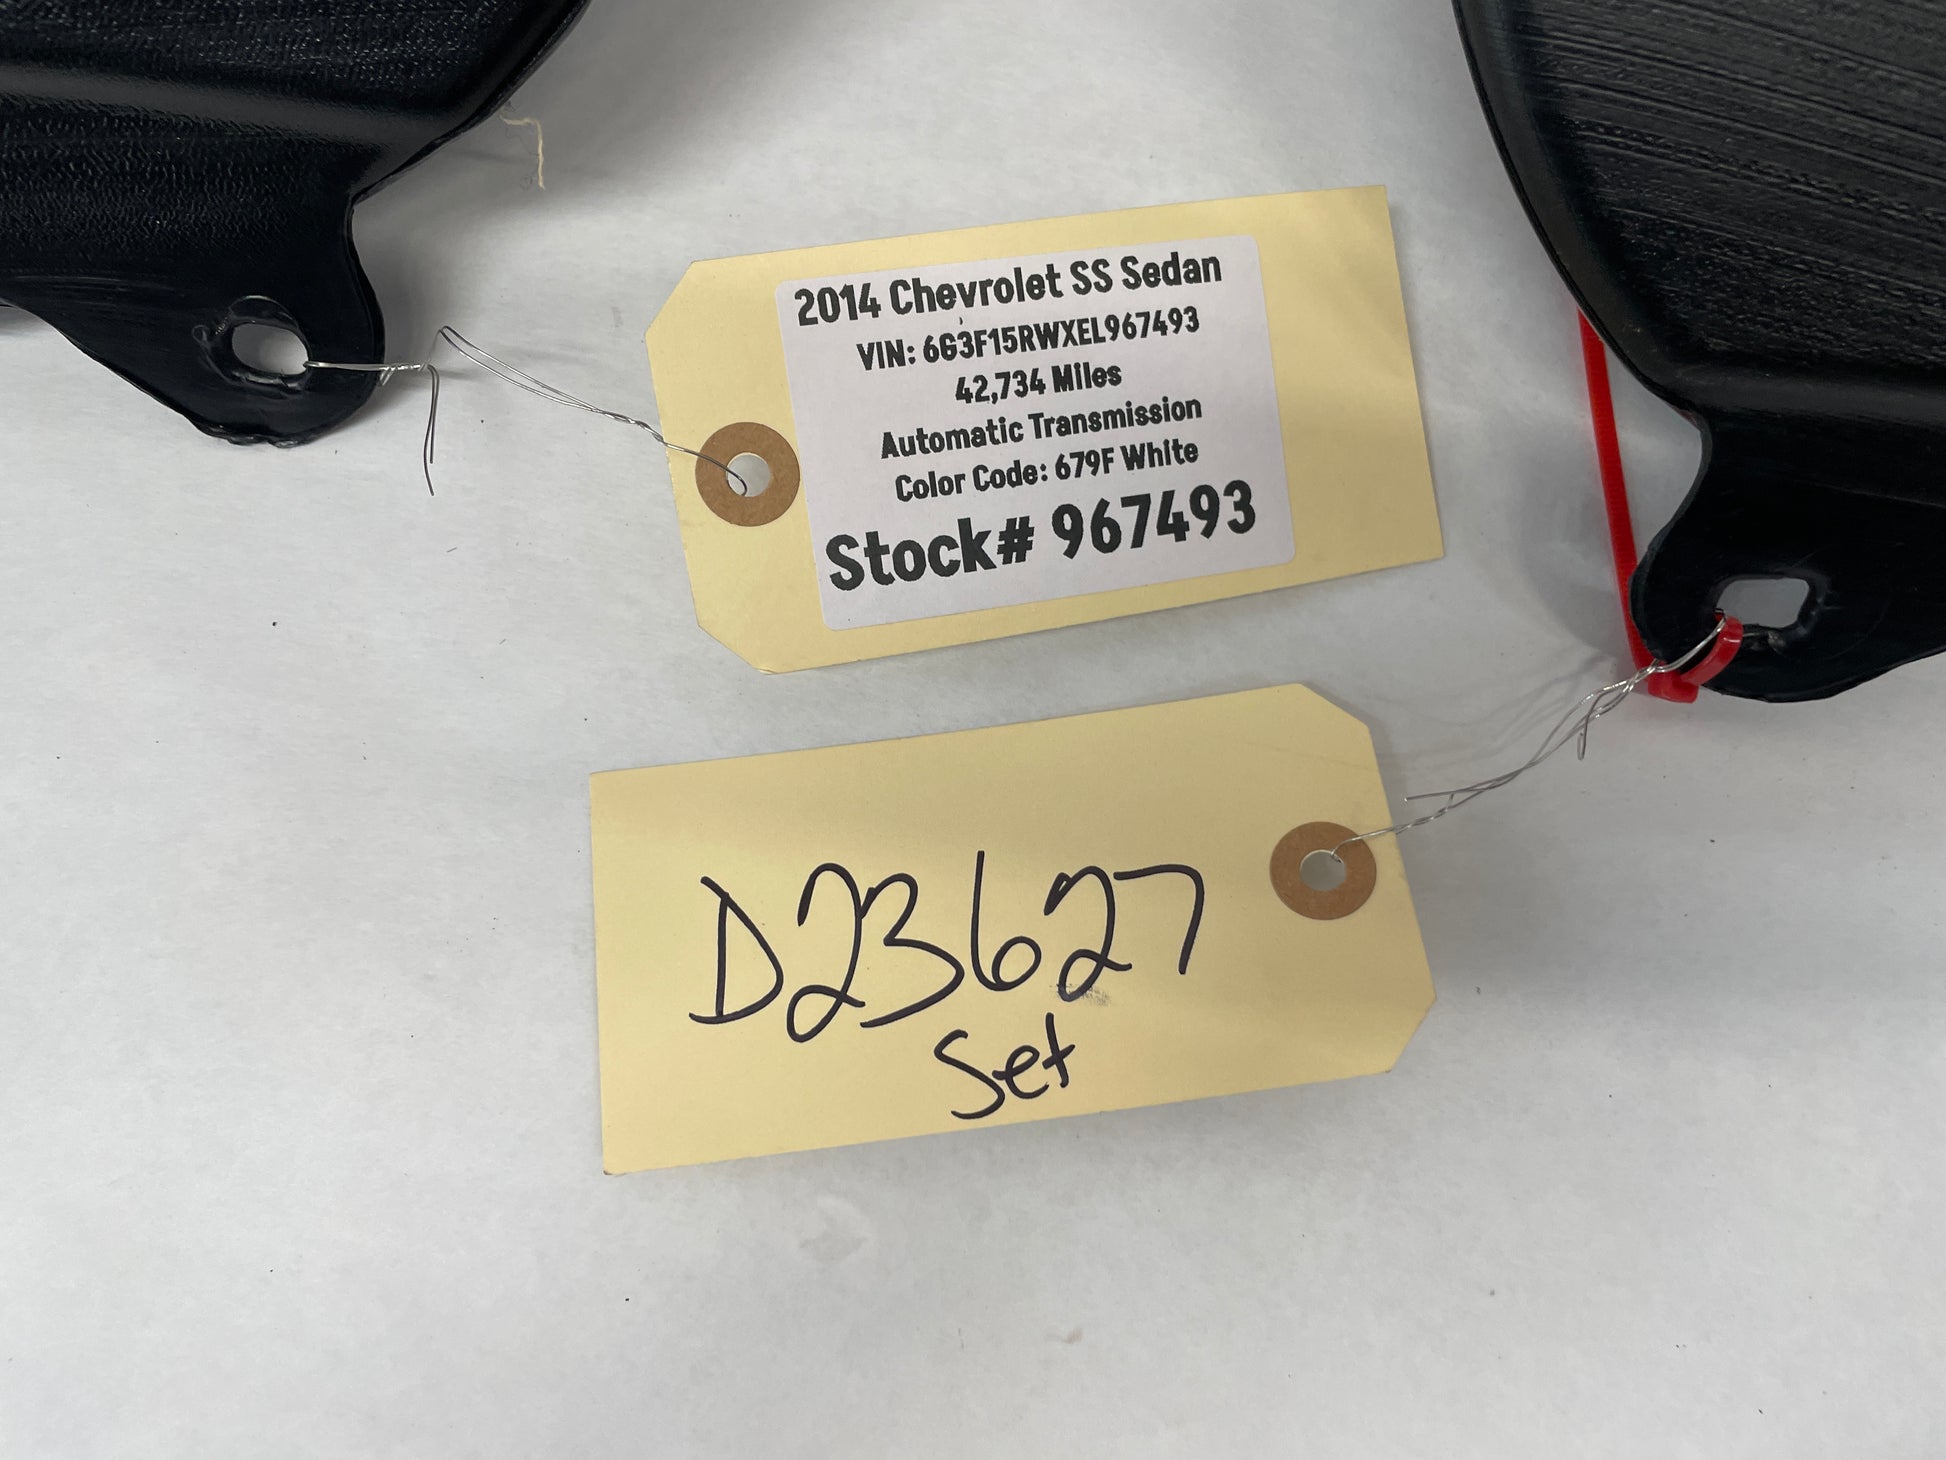 2014 Chevrolet SS Sedan
VIN: 6G3F15RWXEL967493
42,734 Miles
Automatic Transmission
Color Code: 679F White
Stock# 967493
D23627
Set